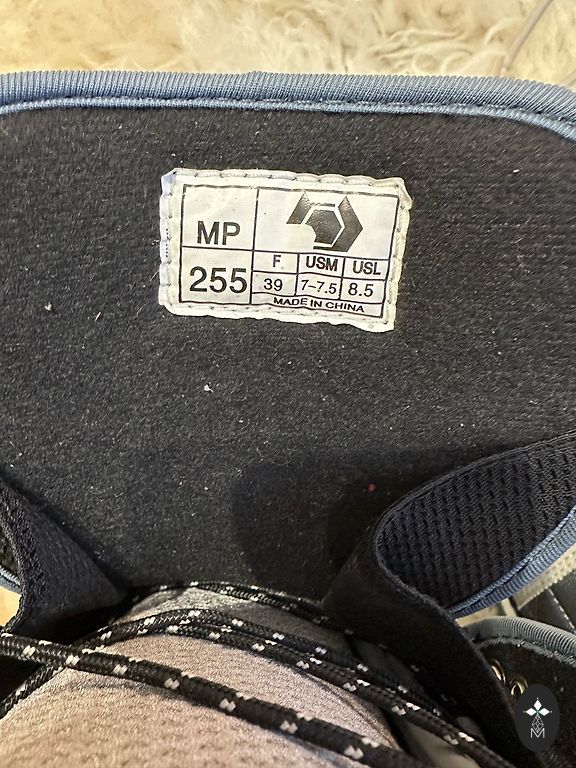 MP
255
F. USM USL
39 7-7.5 8.5
MADE IN CHINA
M